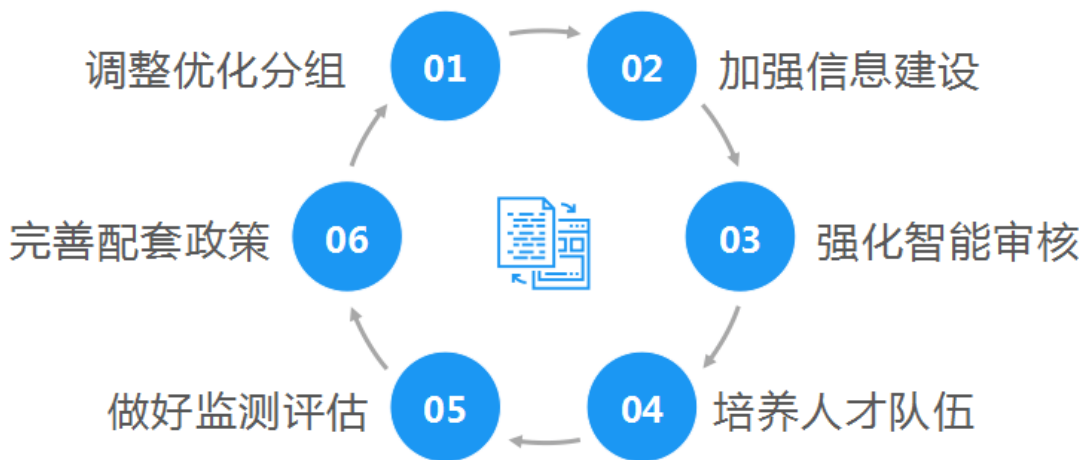 01
调整优化分组
02
加强信息建设
03
强化智能审核
04
培养人才队伍
05
做好监测评估
06
完善配套政策